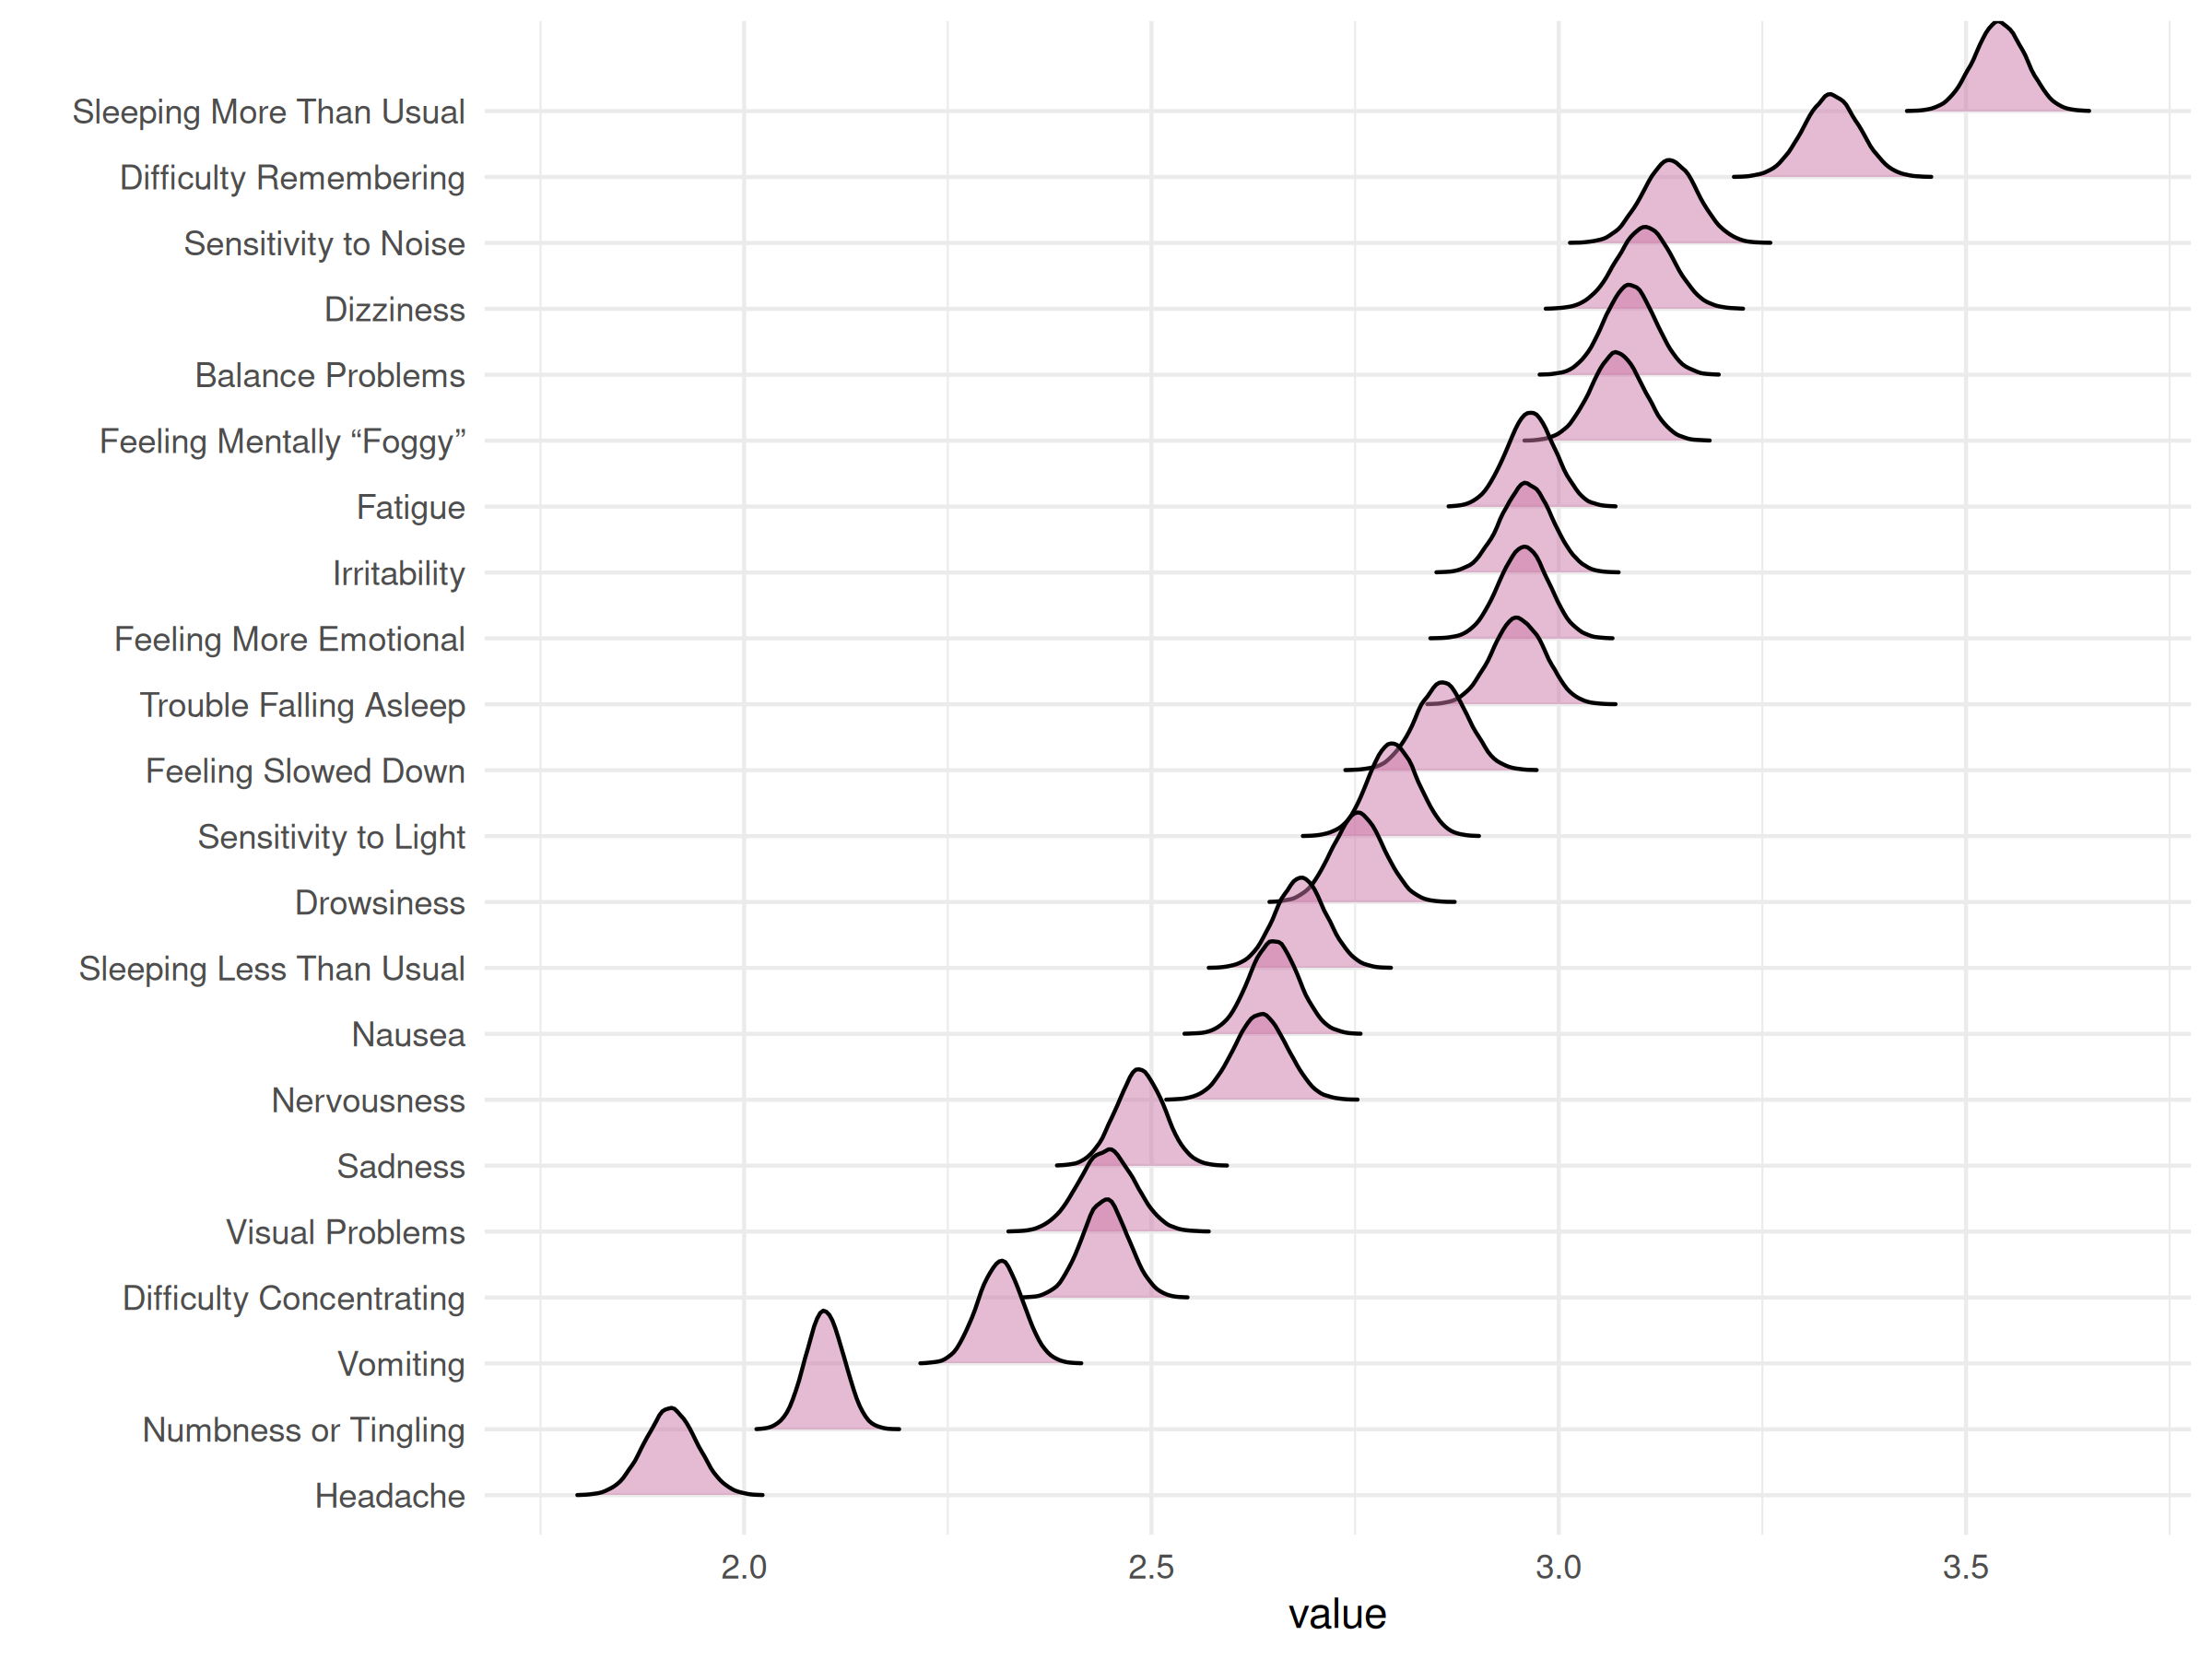 Sleeping More Than Usual
Difficulty Remembering
Sensitivity to Noise
Dizziness
Balance Problems
Feeling Mentally “Foggy”
Fatigue
Irritability
Feeling More Emotional
Trouble Falling Asleep
Feeling Slowed Down
Sensitivity to Light
Drowsiness
Sleeping Less Than Usual
Nausea
Nervousness
Sadness
Visual Problems
Difficulty Concentrating
Vomiting
Numbness or Tingling
Headache
2.0 2.5 3.0 3.5
value